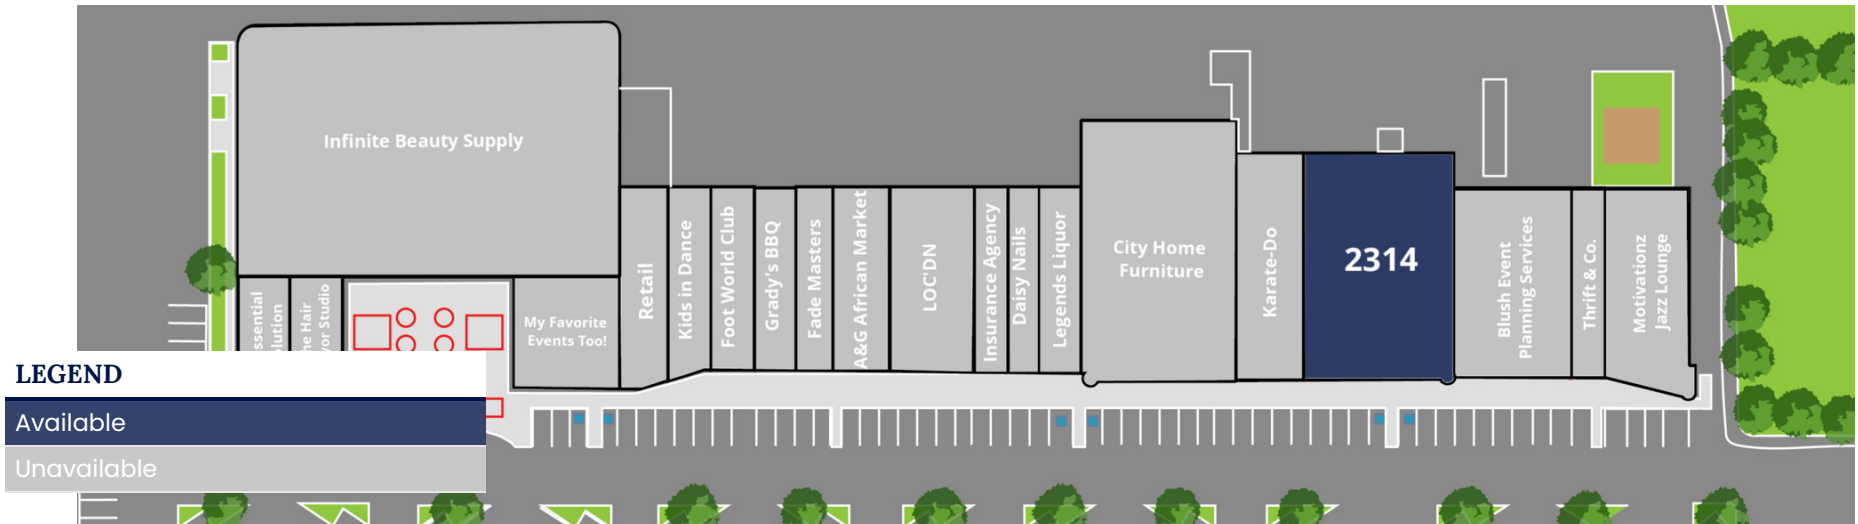 Infinite Beauty Supply
My Favorite
Events Too!
Retail
Kids in Dance
Foot World Club
Grady's BBQ
Fade Masters
A&G African Market
LOC'DN
Insurance Agency
Daisy Nails
Legends Liquor
City Home
Furniture
Karate-Do
2314
Blush Event
Planning Services
Thrift & Co.
Motivationz
Jazz Lounge
Hair
Studio
LEGEND
Available
Unavailable